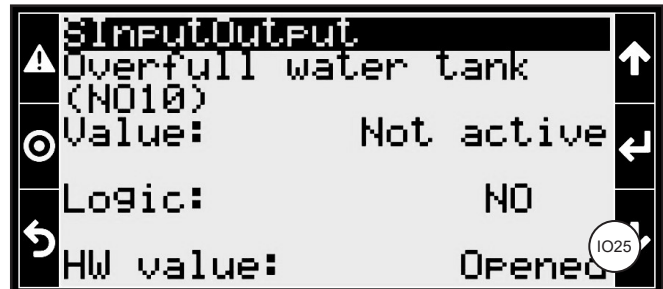 SInputOutput
Overfull water tank
(NO10)
Value: Not active
Logic: NO
HW value: Opened
IO25